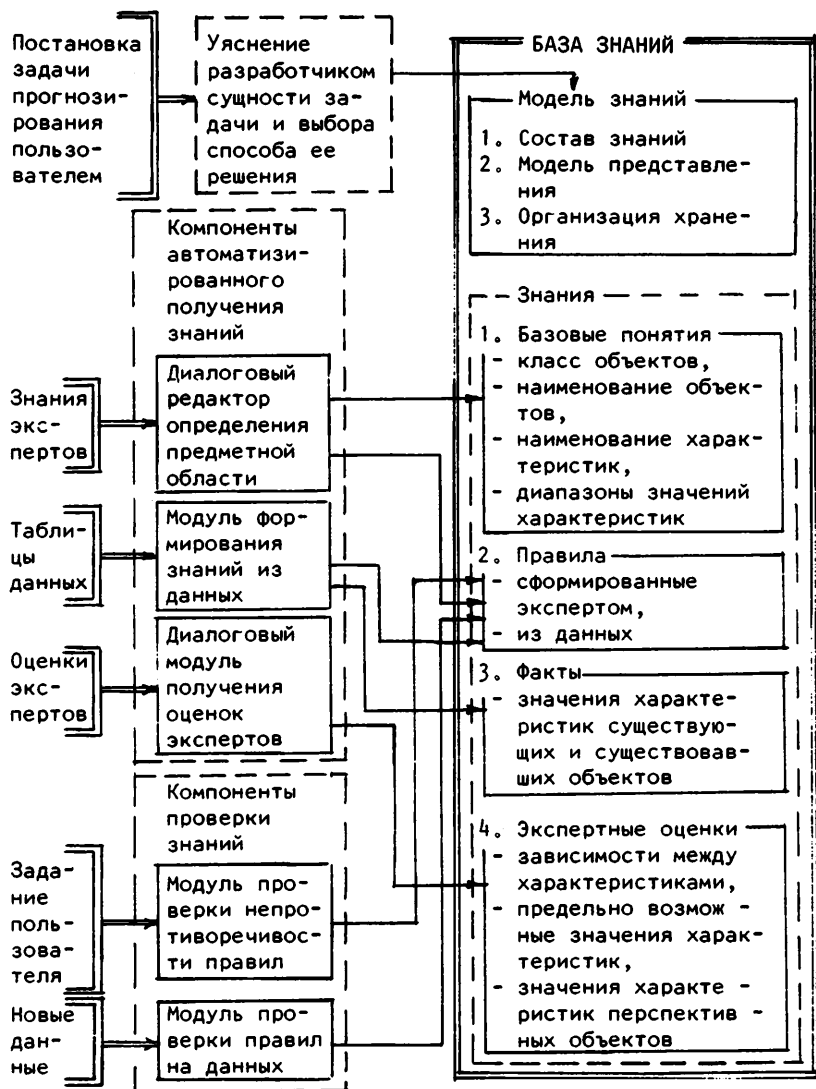 Постановка
задачи
прогнози-
рования
пользо-
вателем
Уяснение
разработчиком
сущности за-
дачи и выбора
способа ее
решения
БАЗА ЗНАНИЙ
Модель знаний
1. Состав знаний
2. Модель представле-
ния
3. Организация хране-
ния
Компоненты
автоматизи-
рованного
получения
знаний
Знания
экс-
пертов
Диалоговый
редактор
определения
предметной
области
Табли-
цы
данных
Модуль фор-
мирования
знаний из
данных
Оценки
экс-
пертов
Диалоговый
модуль
получения
оценок
экспертов
Знания
1. Базовые понятия
- класс объектов,
- наименование объек-
тов,
- наименование харак-
теристик,
- диапазоны значений
характеристик
2. Правила
- сформированные
экспертом,
- из данных
3. Факты
- значения характе-
ристик существую-
щих и существовав-
ших объектов
4. Экспертные оценки
- зависимости между
характеристиками,
- предельно возмож -
ные значения харак-
теристик,
- значения характе -
ристик перспектив -
ных объектов
Компоненты
проверки
знаний
Зада-
ние
поль-
зова-
теля
Модуль про-
верки непро-
тиворечивос-
ти правил
Новые
дан-
ные
Модуль про-
верки правил
на данных